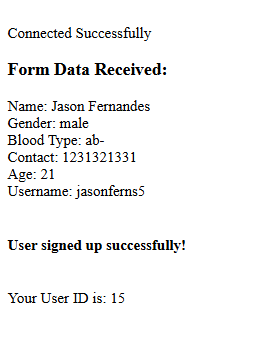 Connected Successfully
Form Data Received:
Name: Jason Fernandes
Gender: male
Blood Type: ab-
Contact: 1231321331
Age: 21
Username: jasonferns5
User signed up successfully!
Your User ID is: 15